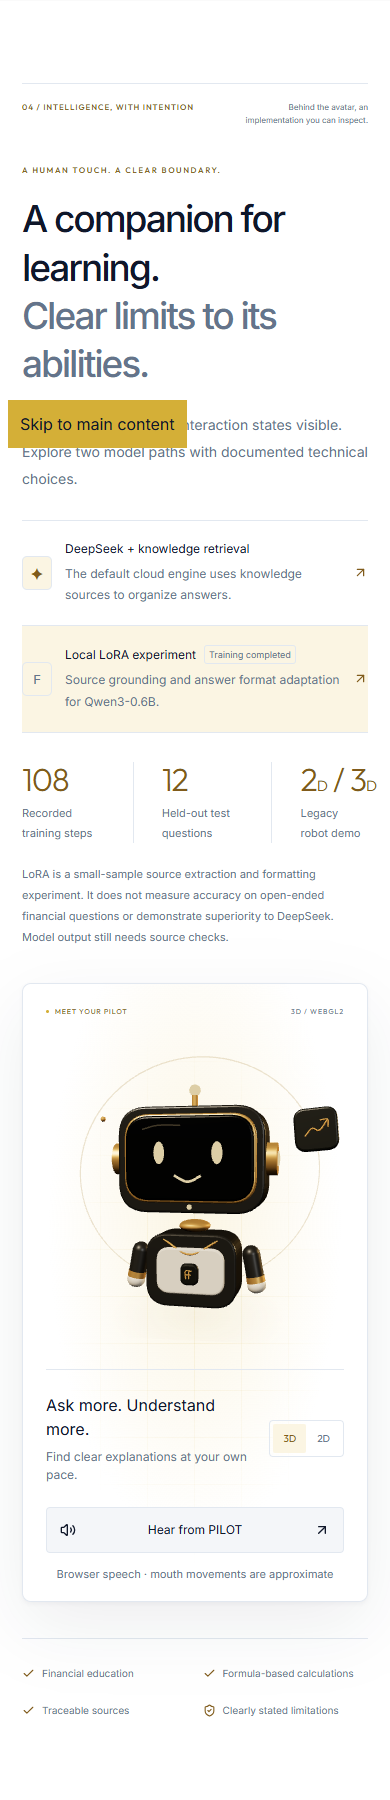 04 / INTELLIGENCE, WITH INTENTION
Behind the avatar, an
implementation you can inspect.
A HUMAN TOUCH. A CLEAR BOUNDARY.
A companion for
learning.
Clear limits to its
abilities.
Skip to main content
interaction states visible.
Explore two model paths with documented technical
choices.
DeepSeek + knowledge retrieval
The default cloud engine uses knowledge
sources to organize answers.
F
Local LoRA experiment Training completed
Source grounding and answer format adaptation
for Qwen3-0.6B.
108
Recorded
training steps
12
Held-out test
questions
2D / 3D
Legacy
robot demo
LoRA is a small-sample source extraction and formatting
experiment. It does not measure accuracy on open-ended
financial questions or demonstrate superiority to DeepSeek.
Model output still needs source checks.
MEET YOUR PILOT
3D / WEBGL2
Ask more. Understand
more.
Find clear explanations at your own
pace.
3D 2D
Hear from PILOT
Browser speech · mouth movements are approximate
Financial education
Formula-based calculations
Traceable sources
Clearly stated limitations